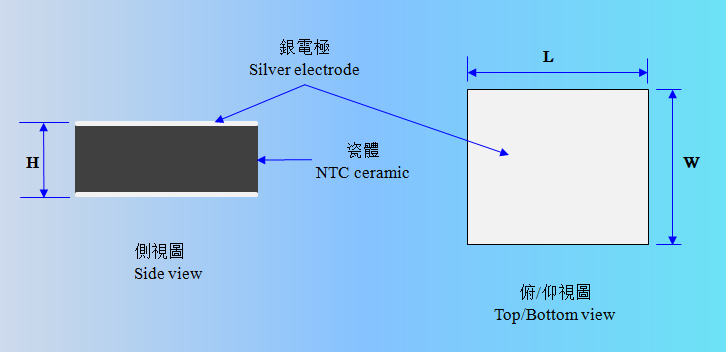 銀電極
Silver electrode
L
H
瓷體
NTC ceramic
W
側視圖
Side view
俯/仰視圖
Top/Bottom view